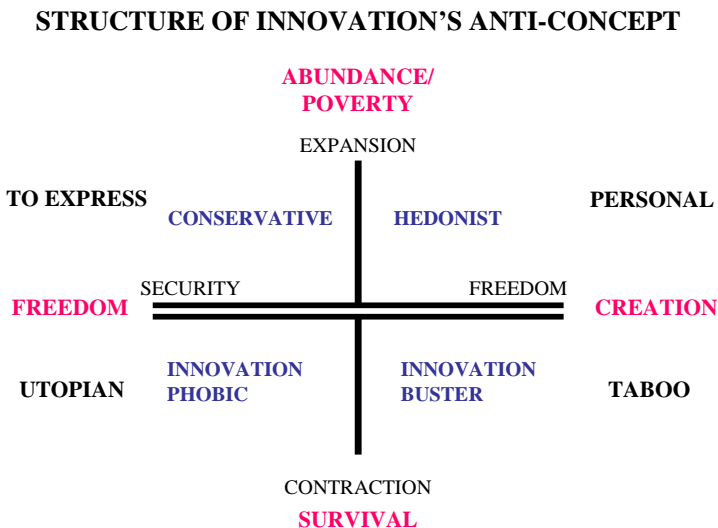 STRUCTURE OF INNOVATION'S ANTI-CONCEPT
ABUNDANCE/
POVERTY
EXPANSION
TO EXPRESS
CONSERVATIVE
HEDONIST
PERSONAL
SECURITY
FREEDOM
FREEDOM
CREATION
INNOVATION
PHOBIC
INNOVATION
BUSTER
UTOPIAN
TABOO
CONTRACTION
SURVIVAL